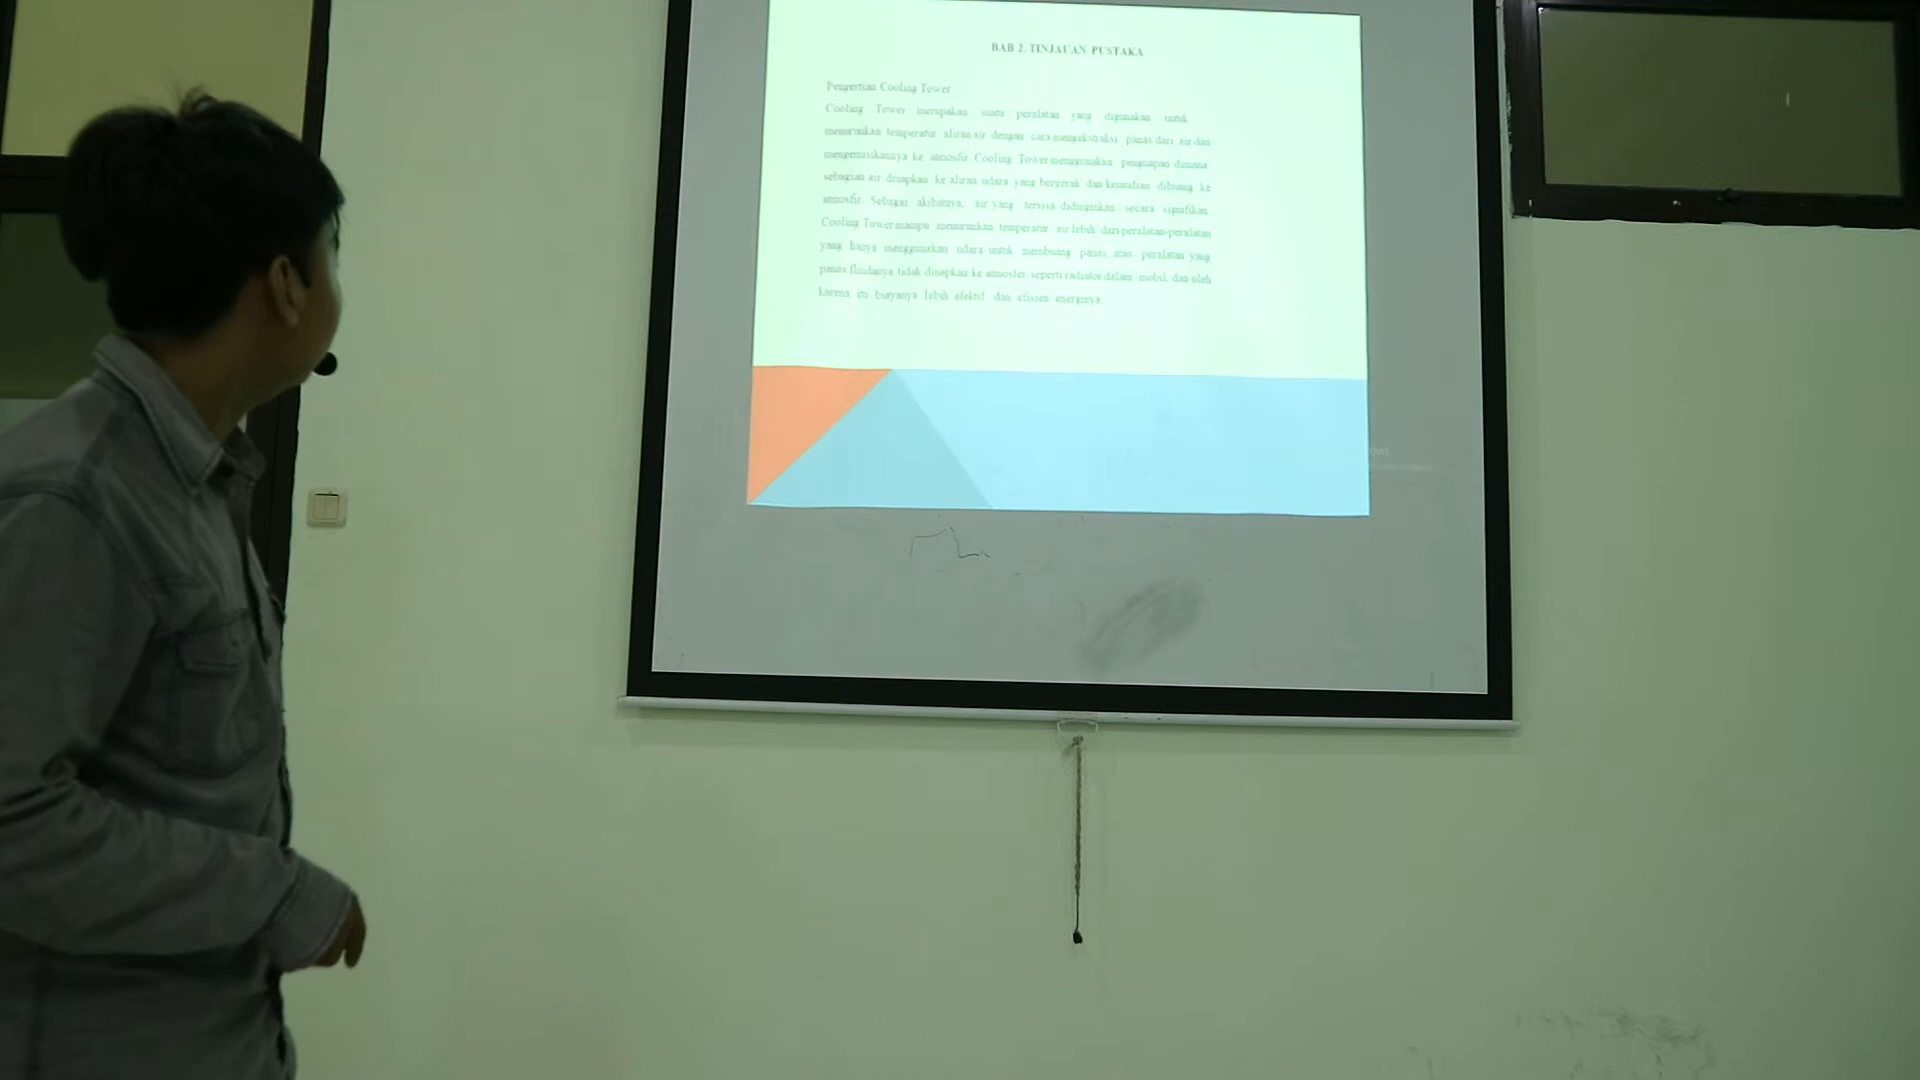 BAB 2. TINJAUAN PUSTAKA
Pengertian Cooling Tower
Cooling Tower merupakan suatu peralatan yang digunakan untuk
menurunkan temperatur aliran air dengan cara mengekstraksi panas dari air dan
mengemisikannya ke atmosfir. Cooling Tower menggunakan penguapan dimana
sebagian air diuapkan ke aliran udara yang bergerak dan kemudian dibuang ke
atmosfir. Sebagai akibatnya, air yang tersisa didinginkan secara signifikan.
Cooling Tower mampu menurunkan temperatur air lebih dari peralatan-peralatan
yang hanya menggunakan udara untuk membuang panas atau peralatan yang
panas fluidanya tidak diuapkan ke atmosfer seperti radiator dalam mobil, dan oleh
karena itu biayanya lebih efektif dan efisien energinya